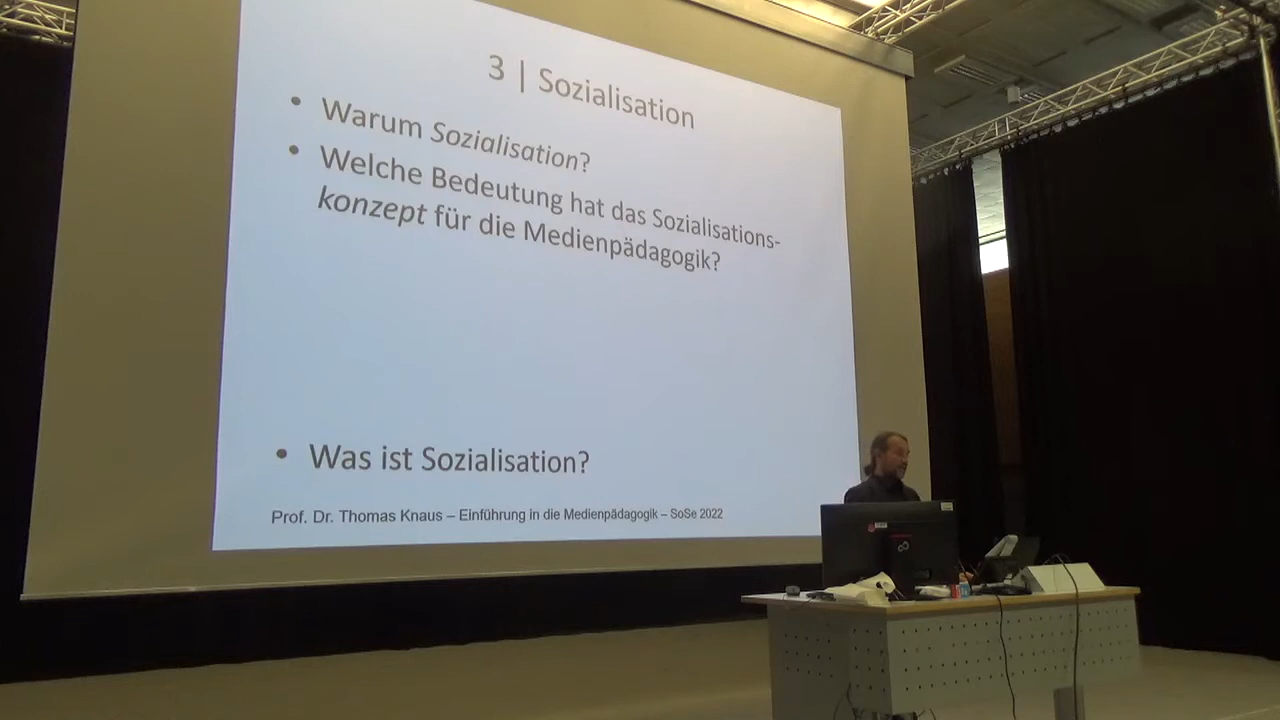 3 | Sozialisation
• Warum Sozialisation?
• Welche Bedeutung hat das Sozialisations-
konzept für die Medienpädagogik?
• Was ist Sozialisation?
Prof. Dr. Thomas Knaus – Einführung in die Medienpädagogik – SoSe 2022